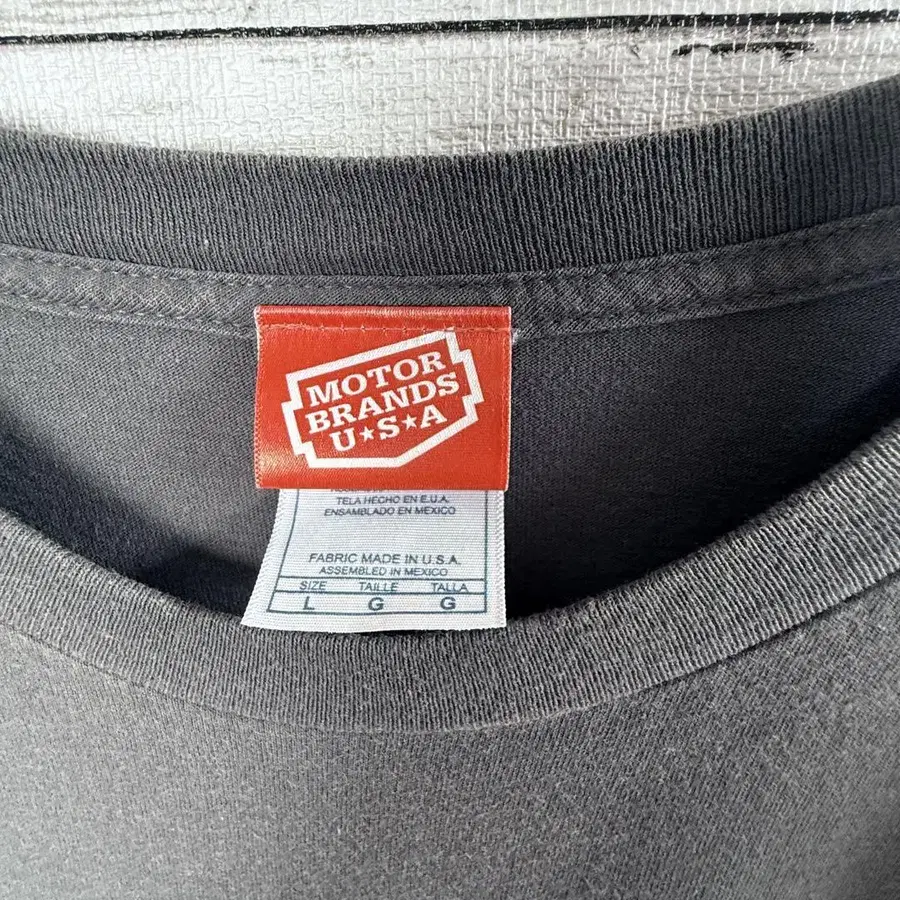 MOTOR
BRANDS
U★S★A
TELA HECHO EN E.U.A.
ENSAMBLADO EN MEXICO
FABRIC MADE IN U.S.A.
ASSEMBLED IN MEXICO
SIZE TAILLE TALLA
L G G